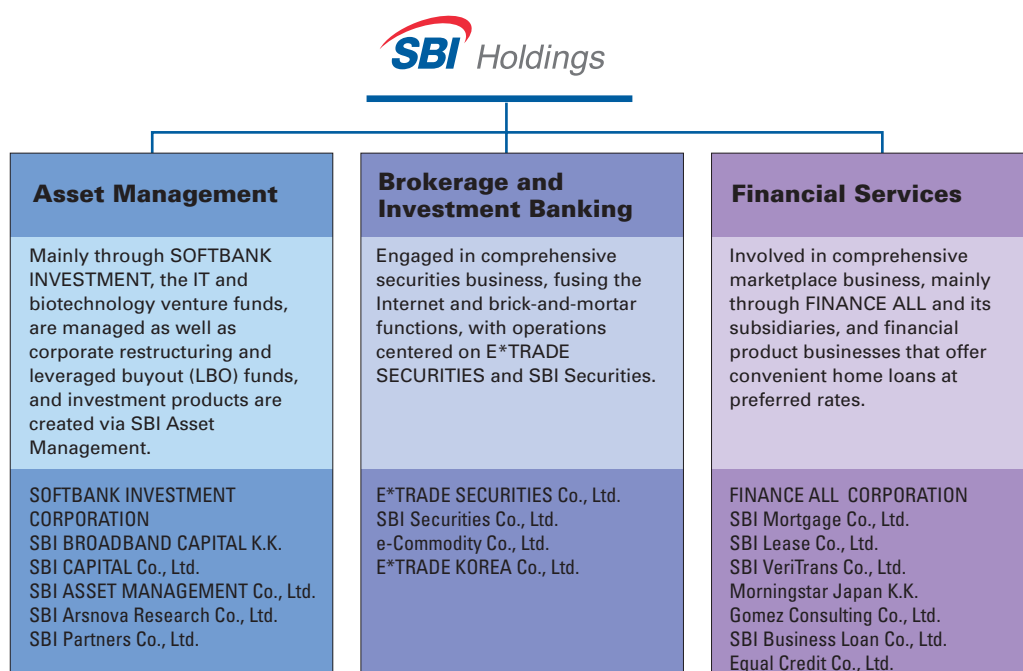 SBI Holdings
Asset Management
Mainly through SOFTBANK
INVESTMENT, the IT and
biotechnology venture funds,
are managed as well as
corporate restructuring and
leveraged buyout (LBO) funds,
and investment products are
created via SBI Asset
Management.
SOFTBANK INVESTMENT
CORPORATION
SBI BROADBAND CAPITAL K.K.
SBI CAPITAL Co., Ltd.
SBI ASSET MANAGEMENT Co., Ltd.
SBI Arsnova Research Co., Ltd.
SBI Partners Co., Ltd.
Brokerage and
Investment Banking
Engaged in comprehensive
securities business, fusing the
Internet and brick-and-mortar
functions, with operations
centered on E*TRADE
SECURITIES and SBI Securities.
E*TRADE SECURITIES Co., Ltd.
SBI Securities Co., Ltd.
e-Commodity Co., Ltd.
E*TRADE KOREA Co., Ltd.
Financial Services
Involved in comprehensive
marketplace business, mainly
through FINANCE ALL and its
subsidiaries, and financial
product businesses that offer
convenient home loans at
preferred rates.
FINANCE ALL CORPORATION
SBI Mortgage Co., Ltd.
SBI Lease Co., Ltd.
SBI VeriTrans Co., Ltd.
Morningstar Japan K.K.
Gomez Consulting Co., Ltd.
SBI Business Loan Co., Ltd.
Equal Credit Co., Ltd.